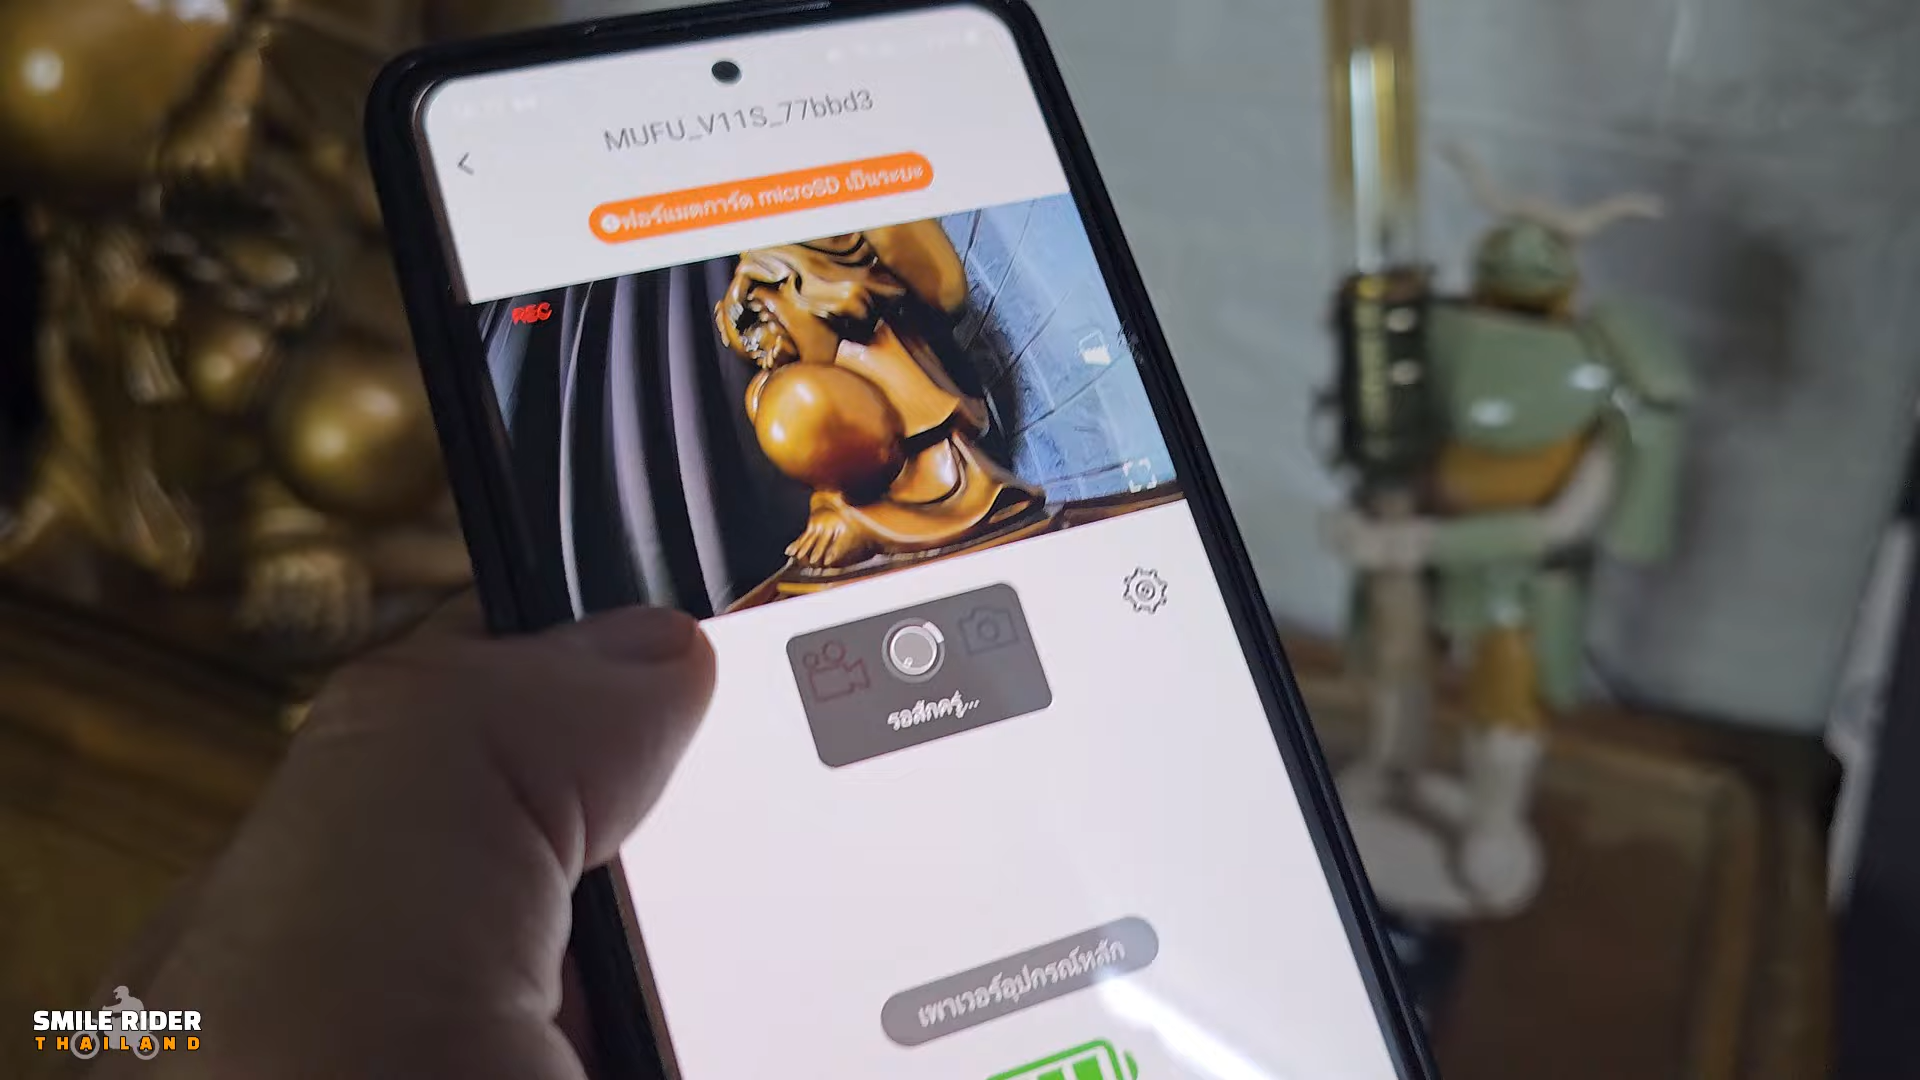 MUFU_V11S_77bbd3
ฟอร์แมตการ์ด microSD เป็นระยะ
REC
รอสักครู่...
เพาเวอร์อุปกรณ์หลัก
SMILE RIDER
THAILAND